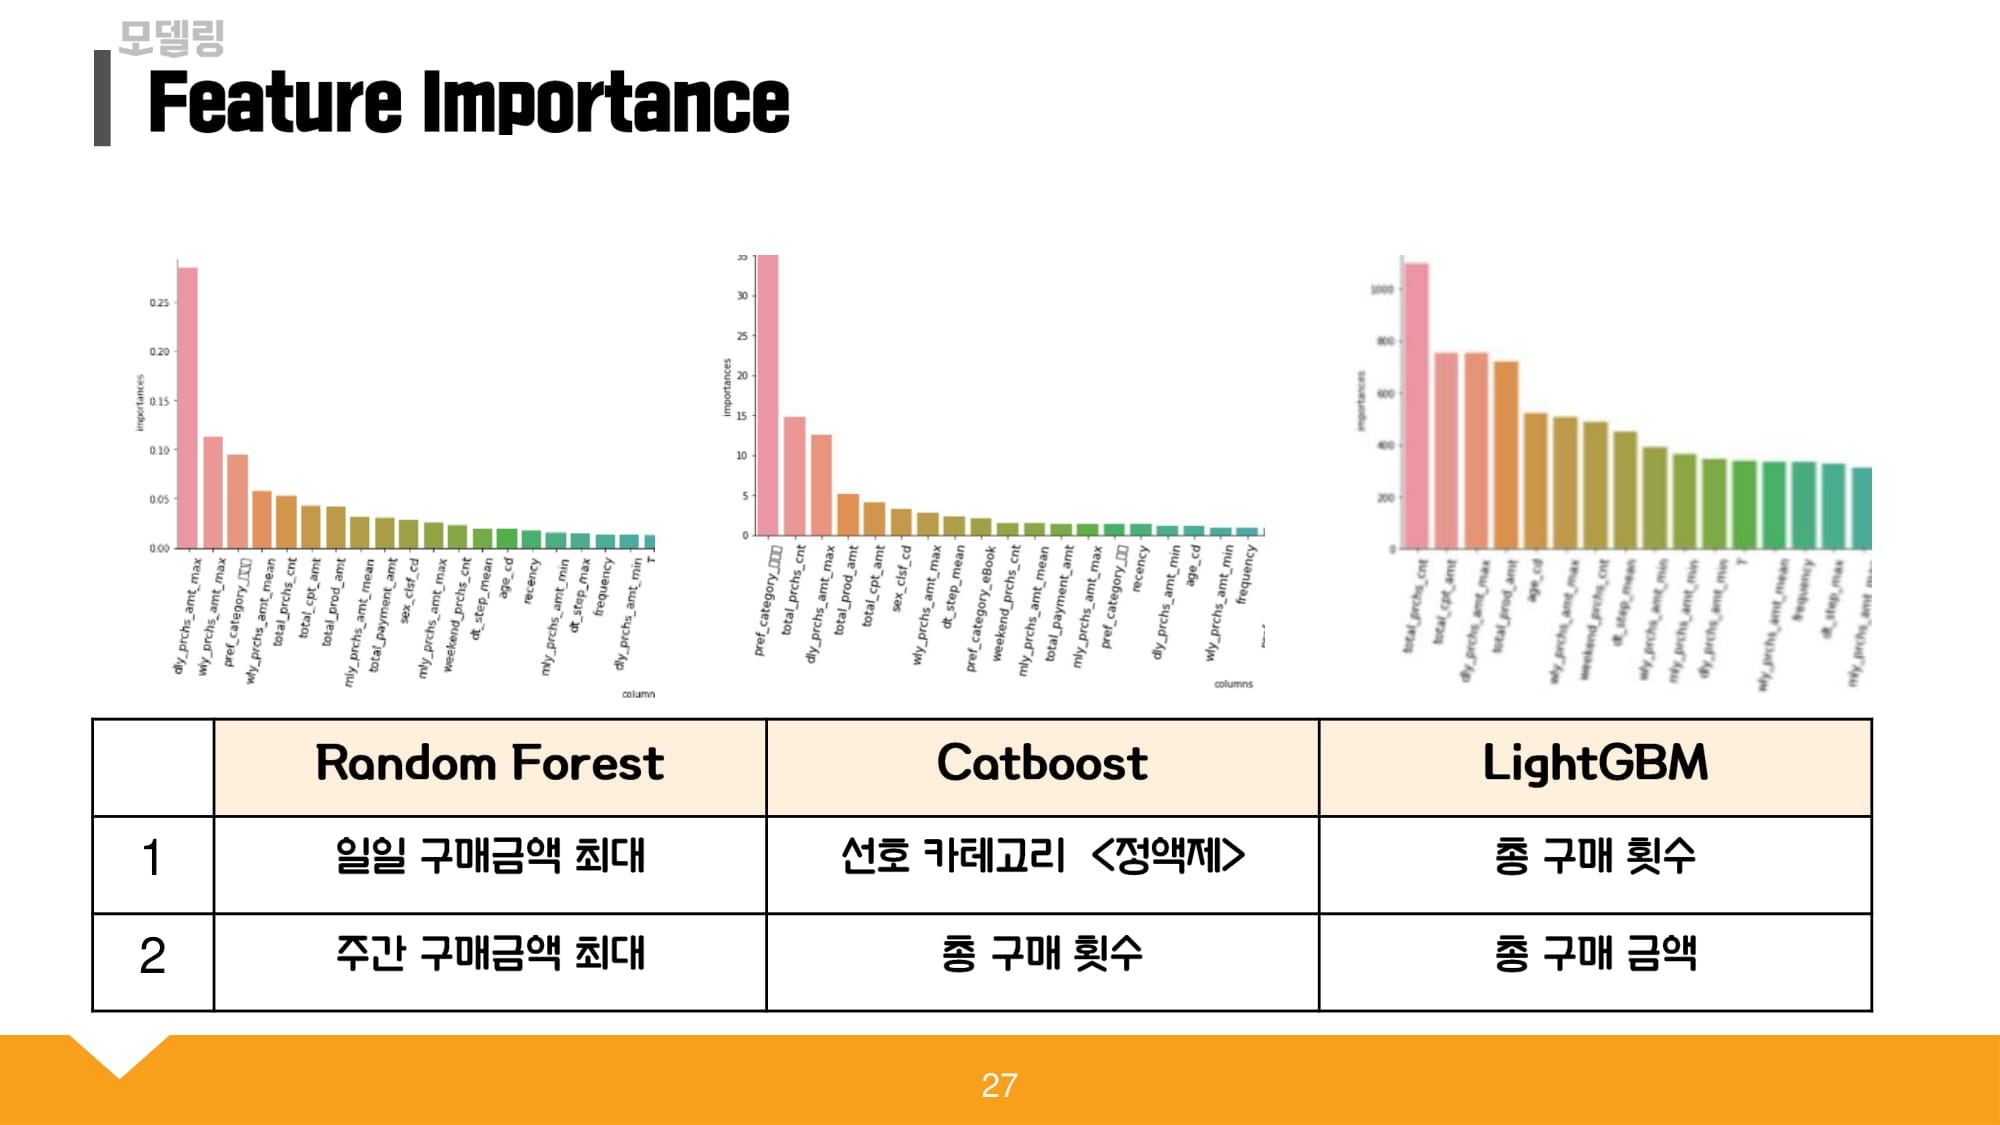 모델링
Feature Importance
importances
0.25
0.20
0.15
0.10
0.05
0.00
dly_prchs_amt_max
wly_prchs_amt_max
pref_category_□□□
wly_prchs_amt_mean
total_prchs_cnt
total_cpt_amt
total_prod_amt
mly_prchs_amt_mean
total_payment_amt
sex_clsf_cd
mly_prchs_amt_max
weekend_prchs_cnt
dt_step_mean
age_cd
recency
mly_prchs_amt_min
dt_step_max
frequency
dly_prchs_amt_min
T
column
importances
35
30
25
20
15
10
5
0
pref_category_□□□
total_prchs_cnt
dly_prchs_amt_max
total_prod_amt
total_cpt_amt
sex_clsf_cd
wly_prchs_amt_max
dt_step_mean
pref_category_eBook
weekend_prchs_cnt
mly_prchs_amt_mean
total_payment_amt
mly_prchs_amt_max
pref_category_□□
recency
dly_prchs_amt_min
age_cd
wly_prchs_amt_min
frequency
columns
importances
1000
800
600
400
200
0
total_prchs_cnt
total_cpt_amt
dly_prchs_amt_max
total_prod_amt
age_cd
wly_prchs_amt_max
weekend_prchs_cnt
dt_step_mean
wly_prchs_amt_min
mly_prchs_amt_min
dly_prchs_amt_min
T
wly_prchs_amt_mean
frequency
dt_step_max
Random Forest Catboost LightGBM
1 일일 구매금액 최대 선호 카테고리 <정액제> 총 구매 횟수
2 주간 구매금액 최대 총 구매 횟수 총 구매 금액
27